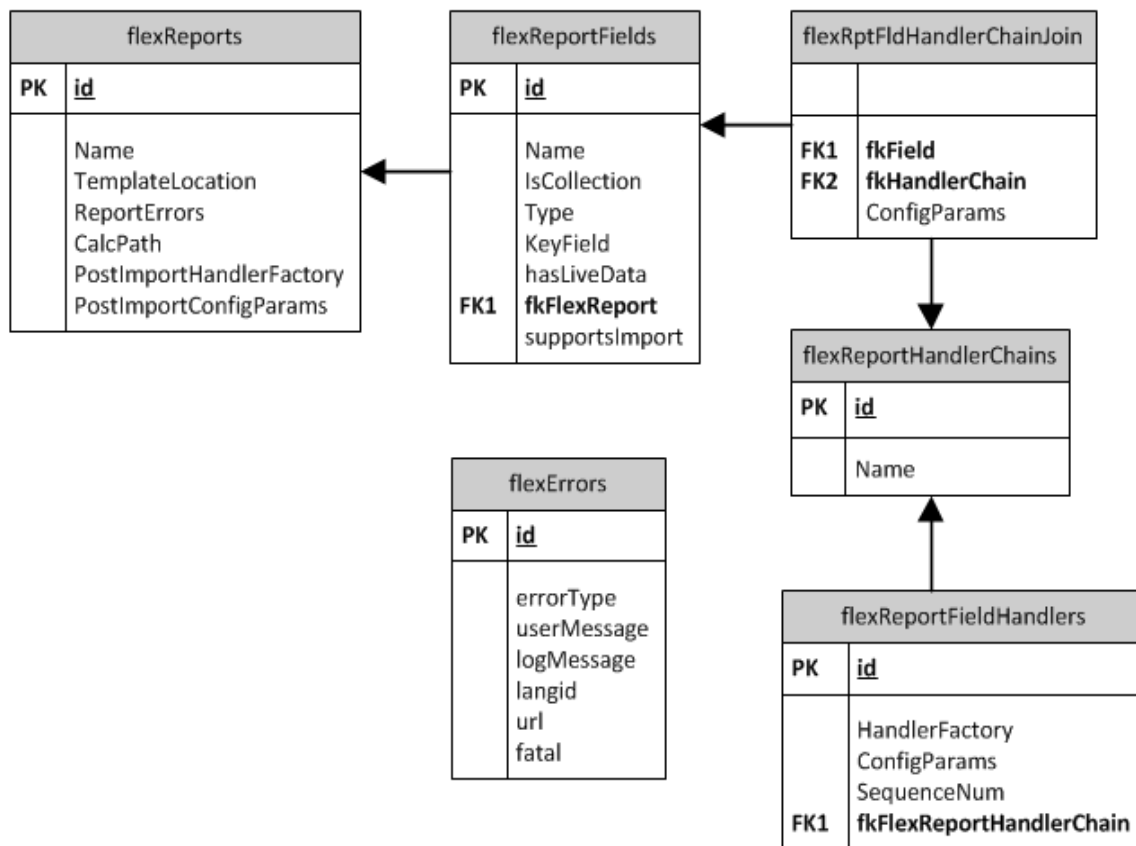 flexReports
PK id
Name
TemplateLocation
ReportErrors
CalcPath
PostImportHandlerFactory
PostImportConfigParams
flexReportFields
PK id
Name
IsCollection
Type
KeyField
hasLiveData
FK1 fkFlexReport
supportsImport
flexRptFldHandlerChainJoin
FK1 fkField
FK2 fkHandlerChain
ConfigParams
flexReportHandlerChains
PK id
Name
flexErrors
PK id
errorType
userMessage
logMessage
langid
url
fatal
flexReportFieldHandlers
PK id
HandlerFactory
ConfigParams
SequenceNum
FK1 fkFlexReportHandlerChain